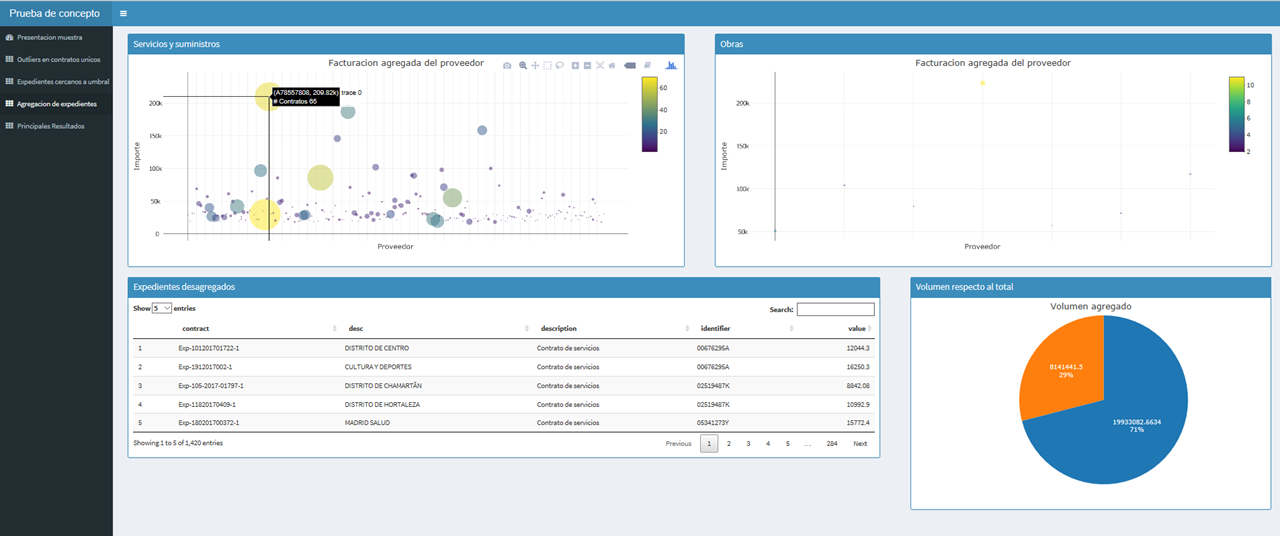 Prueba de concepto
Presentacion muestra
Outliers en contratos unicos
Expedientes cercanos a umbral
Agregacion de expedientes
Principales Resultados
Servicios y suministros
Facturacion agregada del proveedor
(A78557808, 209.82k) trace 0
# Contratos 65
Importe
200k
150k
100k
50k
0
Proveedor
60
40
20
Obras
Facturacion agregada del proveedor
Importe
200k
150k
100k
50k
Proveedor
10
8
6
4
2
Expedientes desagregados
Show 5 entries
Search:
contract desc description identifier value
1 Exp-101201701722-1 DISTRITO DE CENTRO Contrato de servicios 00676295A 12044.3
2 Exp-1912017002-1 CULTURA Y DEPORTES Contrato de servicios 00676295A 16250.3
3 Exp-105-2017-01797-1 DISTRITO DE CHAMARTÃN Contrato de servicios 02519487K 8842.08
4 Exp-11820170409-1 DISTRITO DE HORTALEZA Contrato de servicios 02519487K 10992.9
5 Exp-180201700372-1 MADRID SALUD Contrato de servicios 05341273Y 15772.4
Showing 1 to 5 of 1,420 entries
Previous 1 2 3 4 5 ... 284 Next
Volumen respecto al total
Volumen agregado
8141441.5
29%
19933082.6634
71%